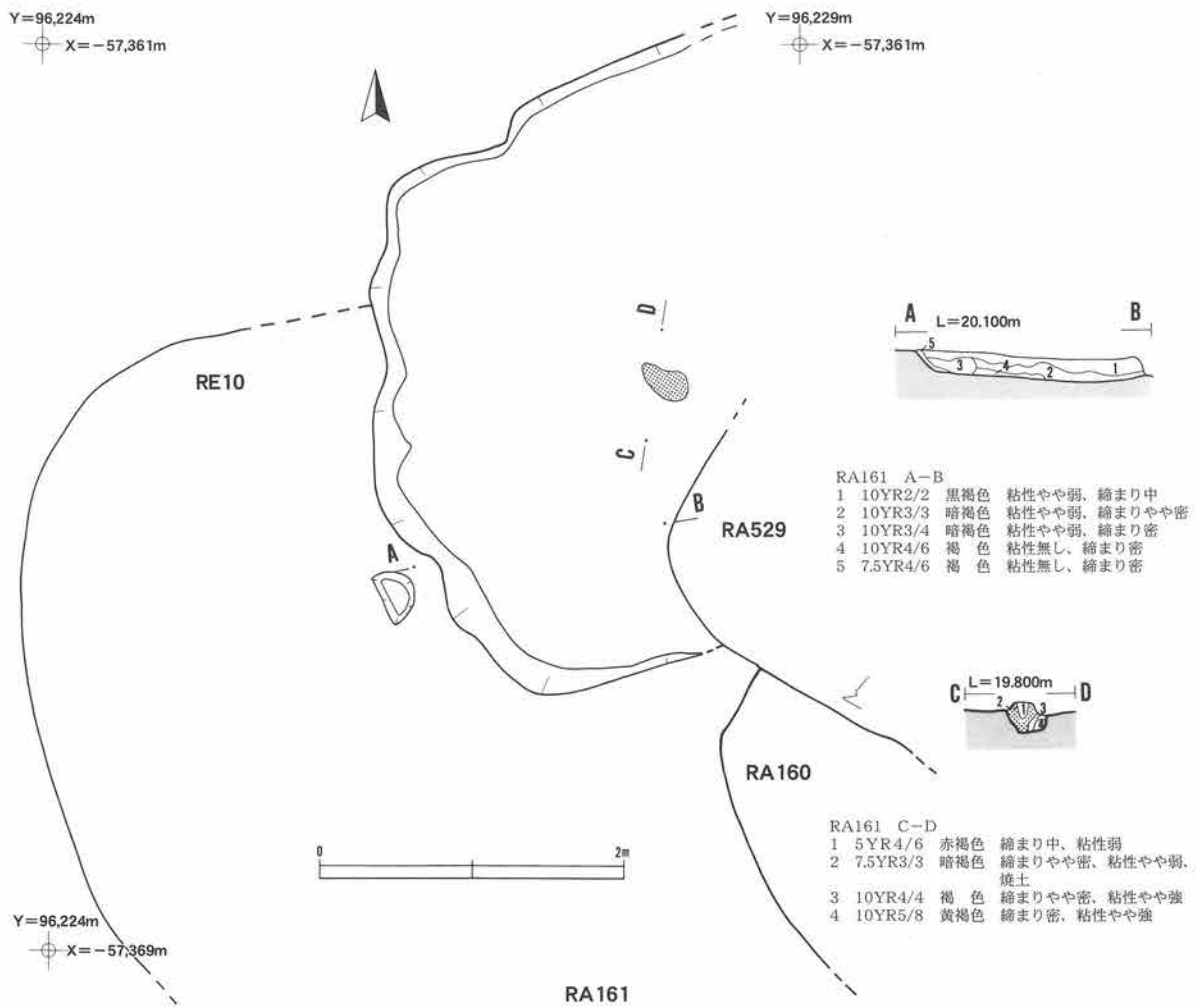 Y=96,224m
X=−57,361m
Y=96,229m
X=−57,361m
RE10
D
C
B
A
RA529
RA160
A
L=20.100m
B
5
3
4
2
1
RA161 A−B
1 10YR2/2 黒褐色 粘性やや弱、締まり中
2 10YR3/3 暗褐色 粘性やや弱、締まりやや密
3 10YR3/4 暗褐色 粘性やや弱、締まり密
4 10YR4/6 褐 色 粘性無し、締まり密
5 7.5YR4/6 褐 色 粘性無し、締まり密
C
L=19.800m
D
2
1
3
4
RA161 C−D
1 5YR4/6 赤褐色 締まり中、粘性弱
2 7.5YR3/3 暗褐色 締まりやや密、粘性やや弱、
焼土
3 10YR4/4 褐 色 締まりやや密、粘性やや強
4 10YR5/8 黄褐色 締まり密、粘性やや強
0
2m
Y=96,224m
X=−57,369m
RA161